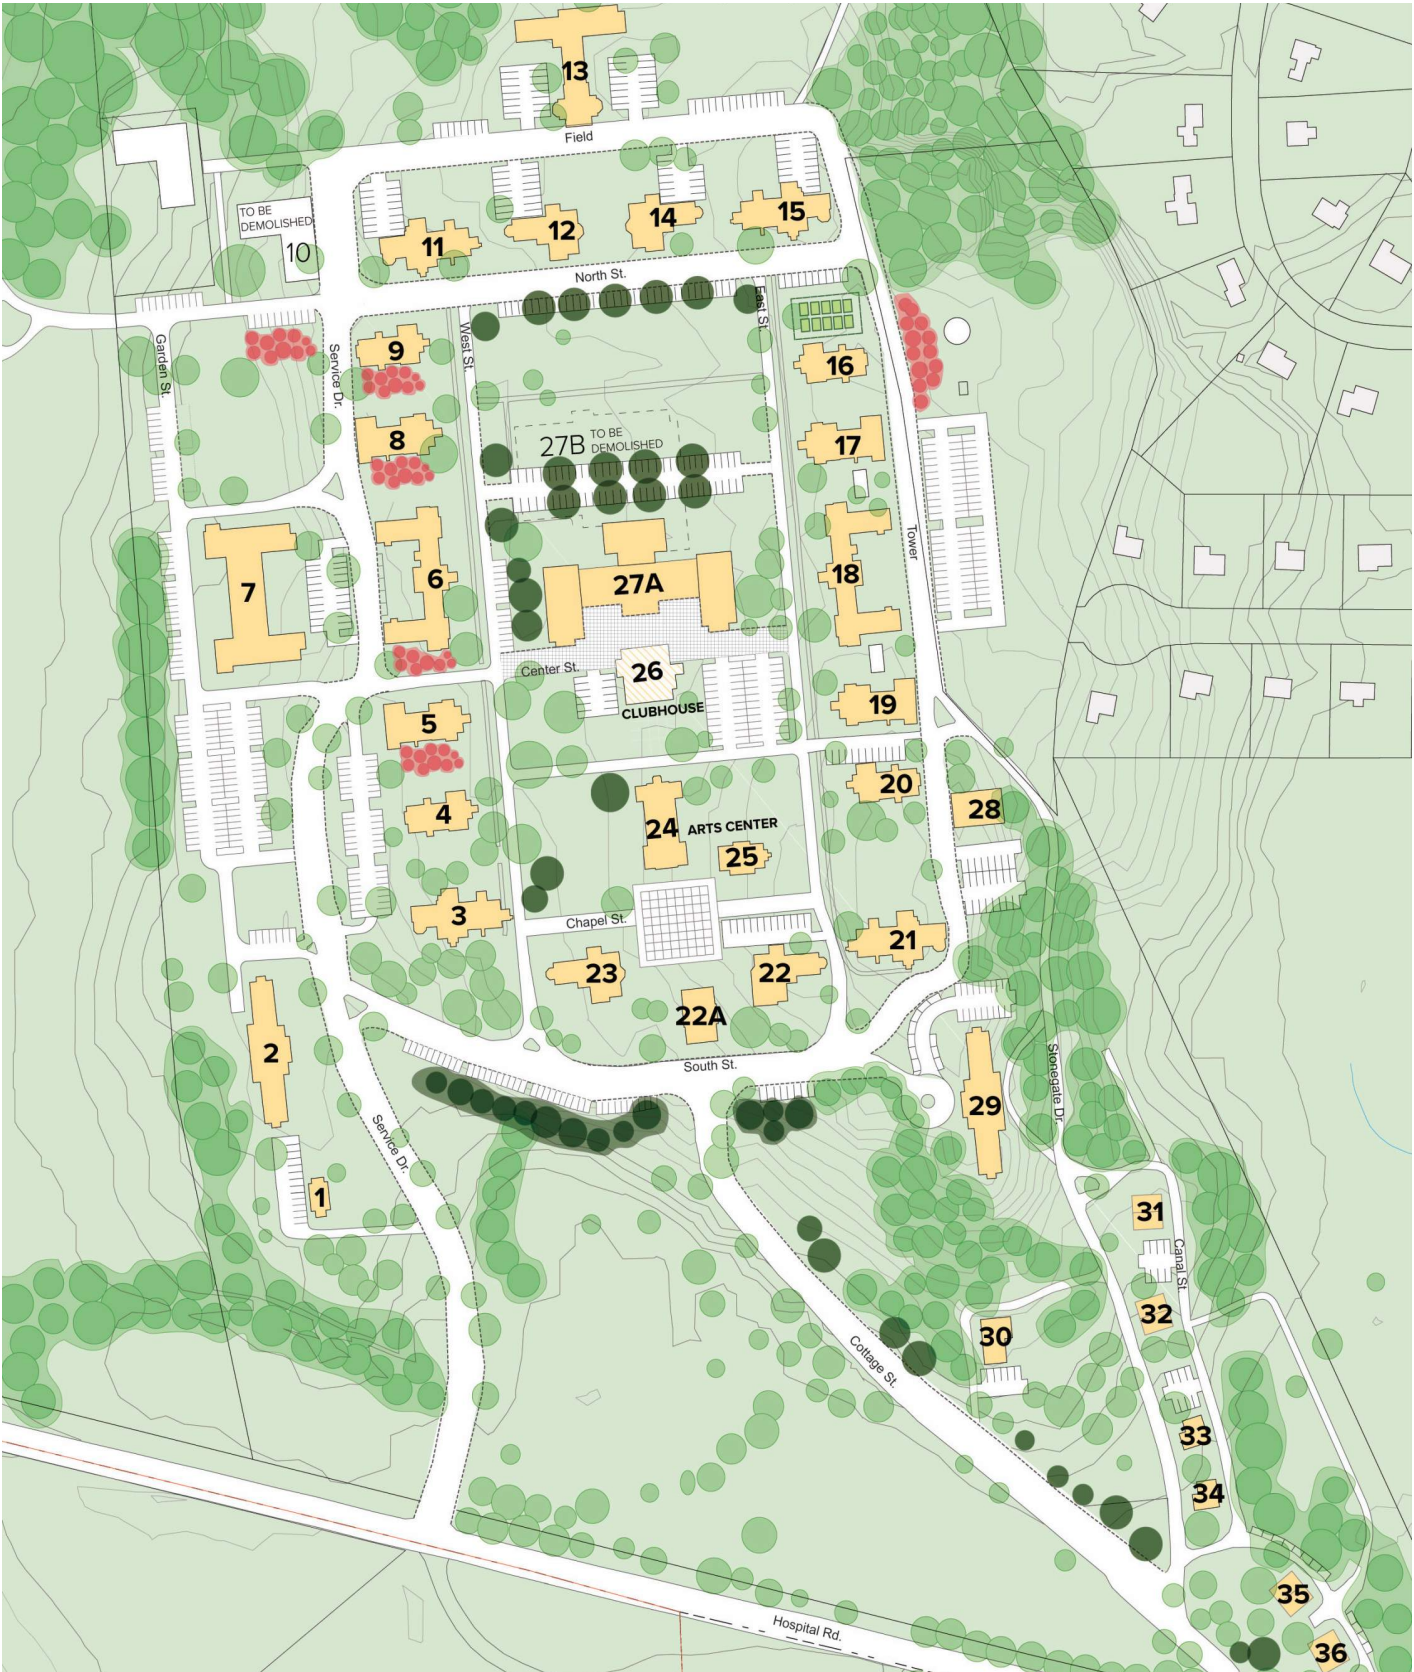 13
Field
TO BE
DEMOLISHED
10
11
12
14
15
North St.
East St.
West St.
Garden St.
Service Dr.
9
16
8
27B
TO BE
DEMOLISHED
17
Tower
7
6
27A
18
Center St.
26
CLUBHOUSE
5
19
4
24
ARTS CENTER
25
20
28
3
Chapel St.
21
23
22
22A
2
South St.
29
Stonegate Dr.
Service Dr.
1
31
Canal St.
32
30
Cottage St.
33
34
35
Hospital Rd.
36